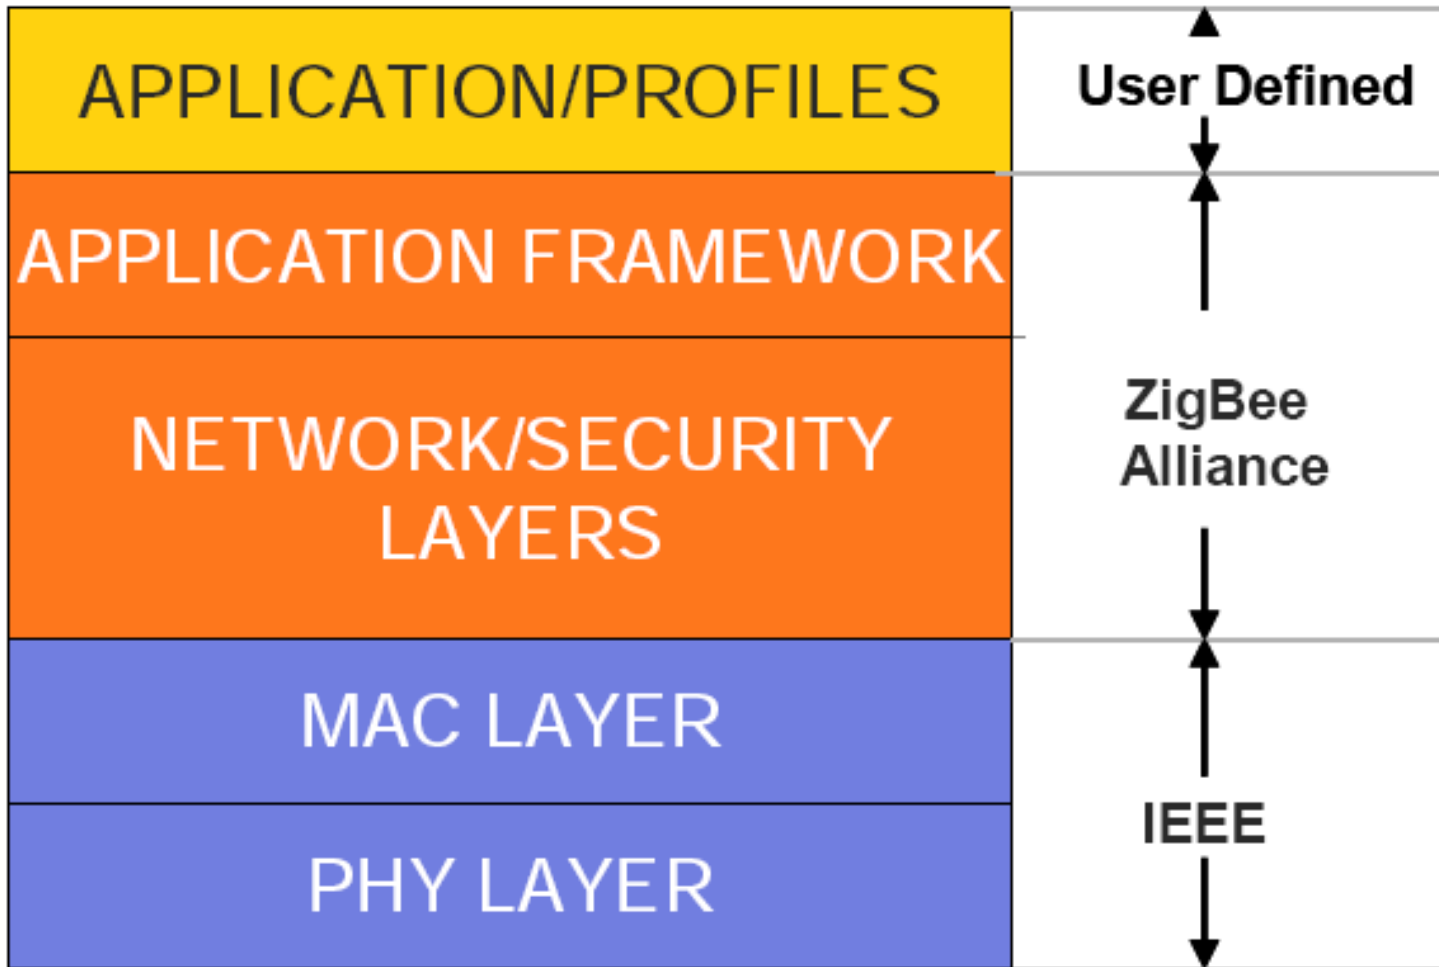 APPLICATION/PROFILES
User Defined
APPLICATION FRAMEWORK
NETWORK/SECURITY
LAYERS
ZigBee
Alliance
MAC LAYER
PHY LAYER
IEEE